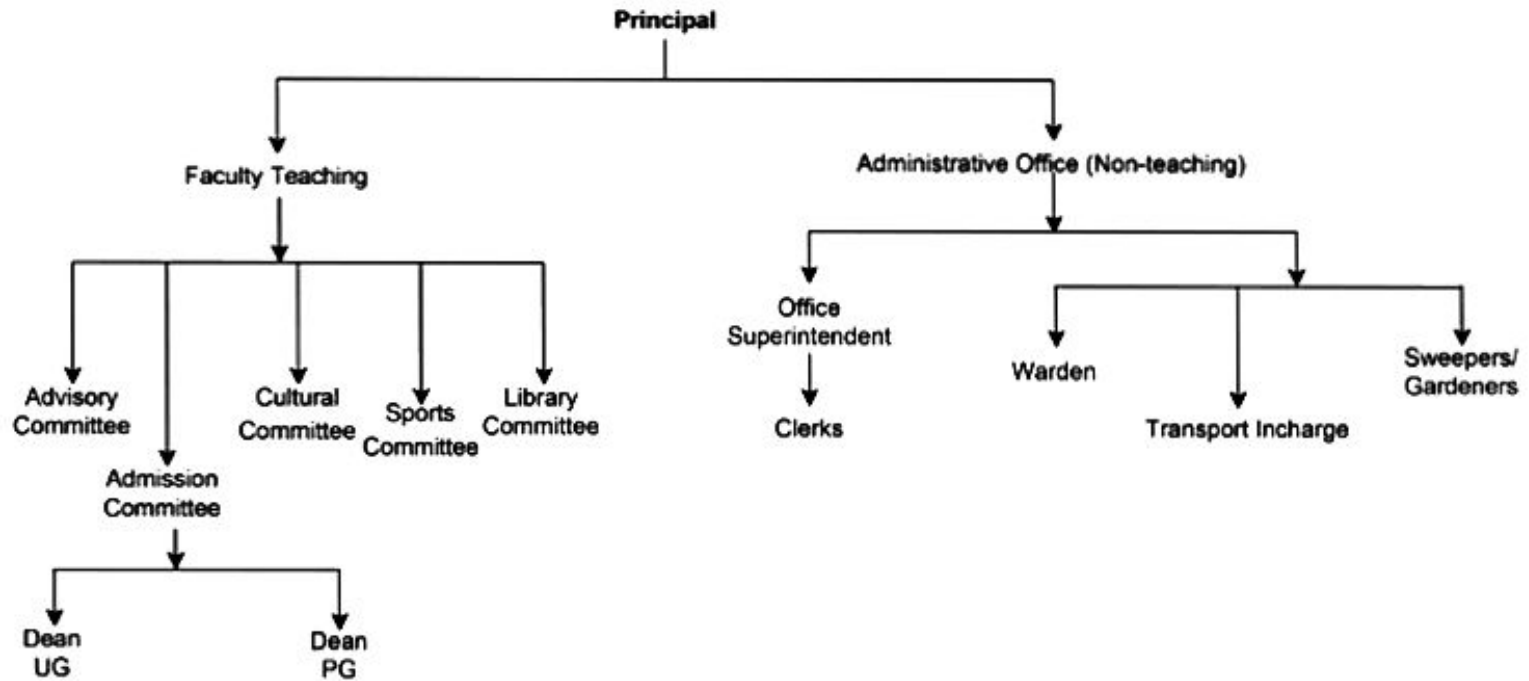 Principal
Faculty Teaching
Administrative Office (Non-teaching)
Advisory
Committee
Cultural
Committee
Sports
Committee
Library
Committee
Admission
Committee
Dean
UG
Dean
PG
Office
Superintendent
Clerks
Warden
Transport Incharge
Sweepers/
Gardeners